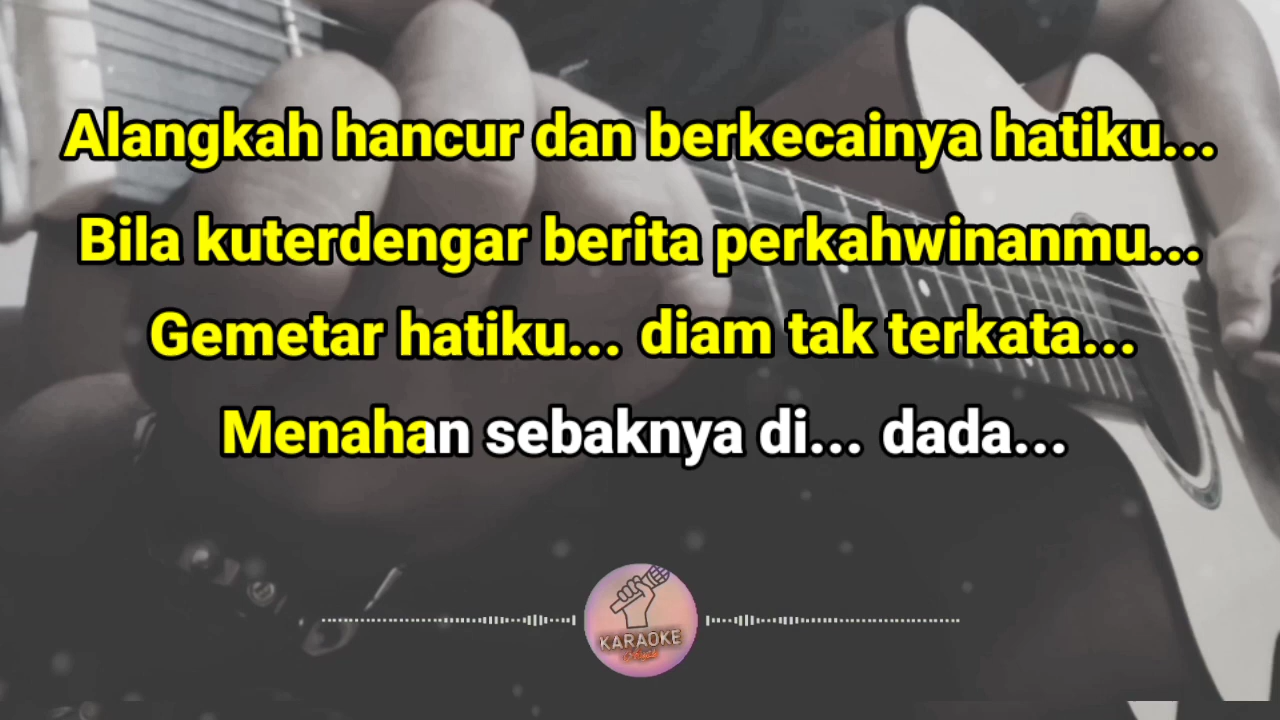 Alangkah hancur dan berkecainya hatiku...
Bila kuterdengar berita perkahwinanmu...
Gemetar hatiku... diam tak terkata...
Menahan sebaknya di... dada...
KARAOKE